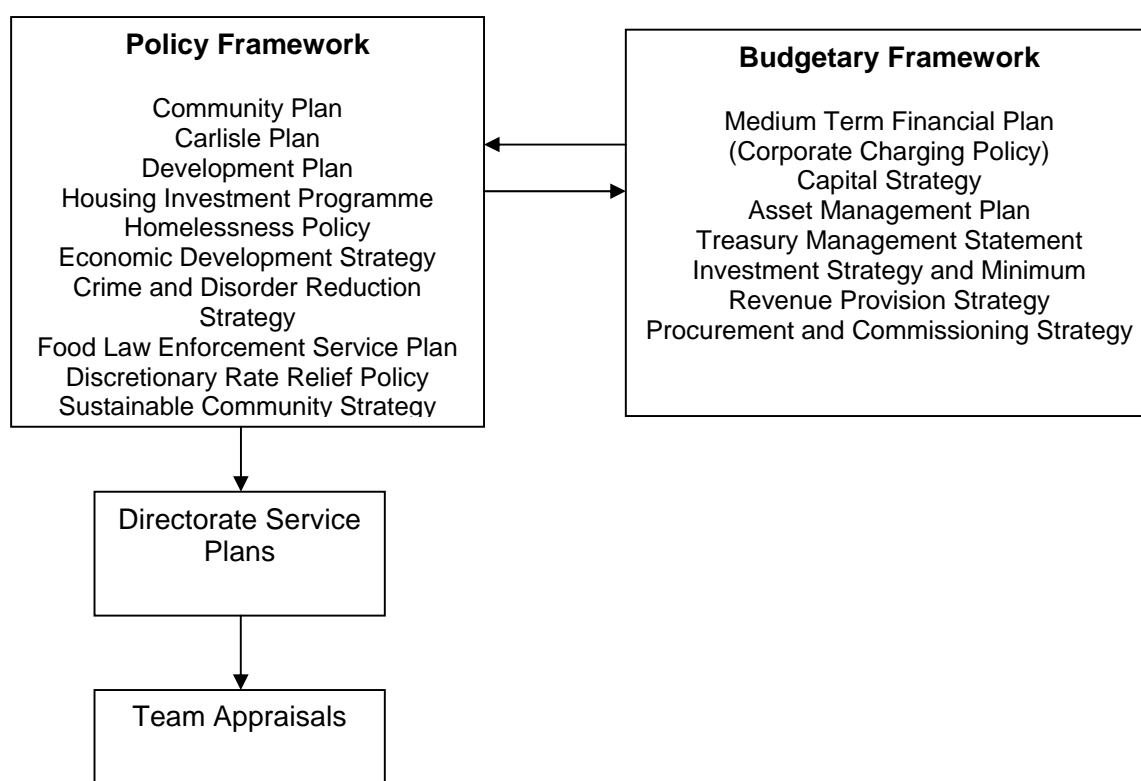 Policy Framework
Community Plan
Carlisle Plan
Development Plan
Housing Investment Programme
Homelessness Policy
Economic Development Strategy
Crime and Disorder Reduction
Strategy
Food Law Enforcement Service Plan
Discretionary Rate Relief Policy
Sustainable Community Strategy
Budgetary Framework
Medium Term Financial Plan
(Corporate Charging Policy)
Capital Strategy
Asset Management Plan
Treasury Management Statement
Investment Strategy and Minimum
Revenue Provision Strategy
Procurement and Commissioning Strategy
Directorate Service
Plans
Team Appraisals